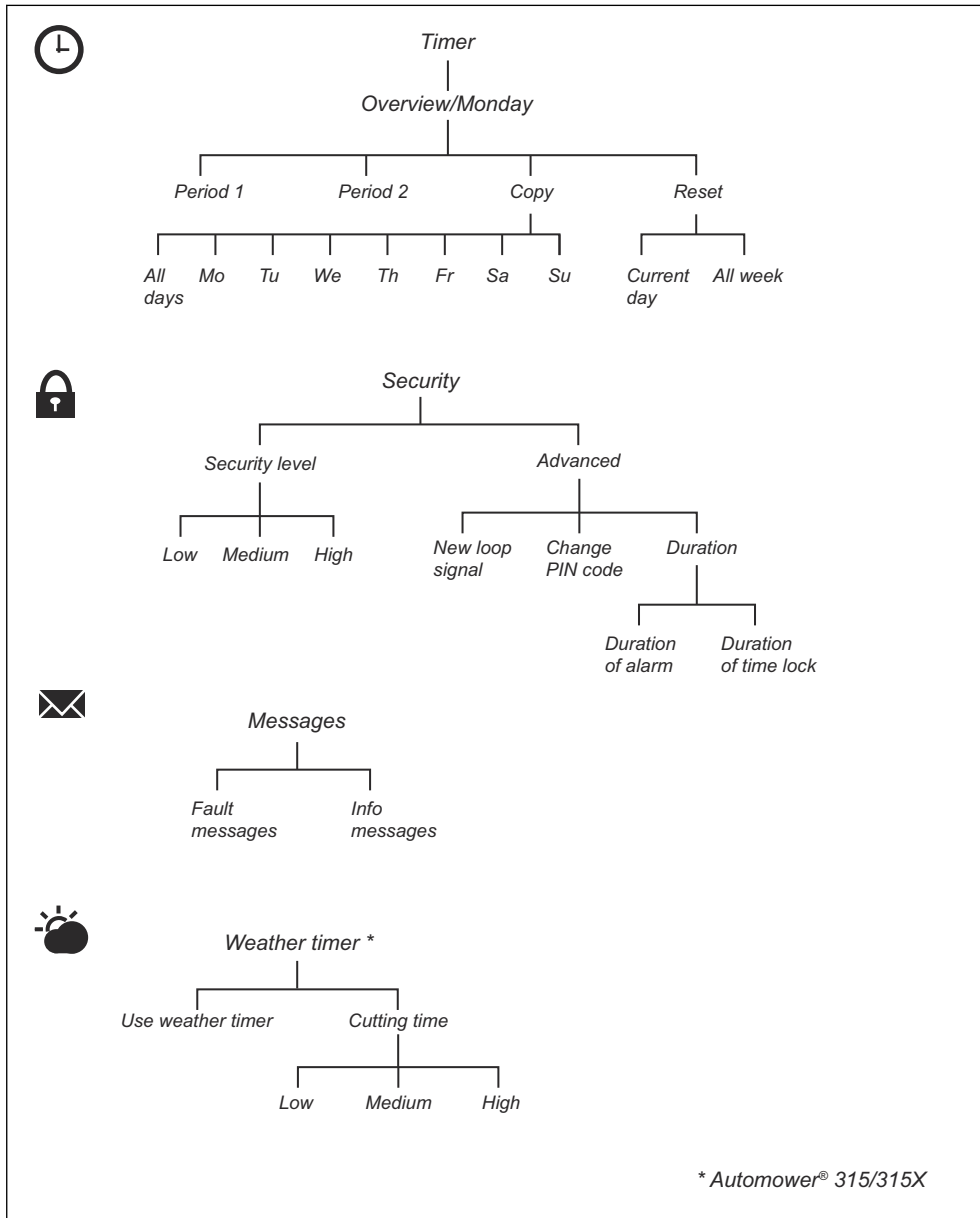 Timer
Overview/Monday
Period 1
Period 2
Copy
Reset
All
days
Mo
Tu
We
Th
Fr
Sa
Su
Current
day
All week
Security
Security level
Advanced
Low
Medium
High
New loop
signal
Change
PIN code
Duration
Duration
of alarm
Duration
of time lock
Messages
Fault
messages
Info
messages
Weather timer *
Use weather timer
Cutting time
Low
Medium
High
* Automower® 315/315X